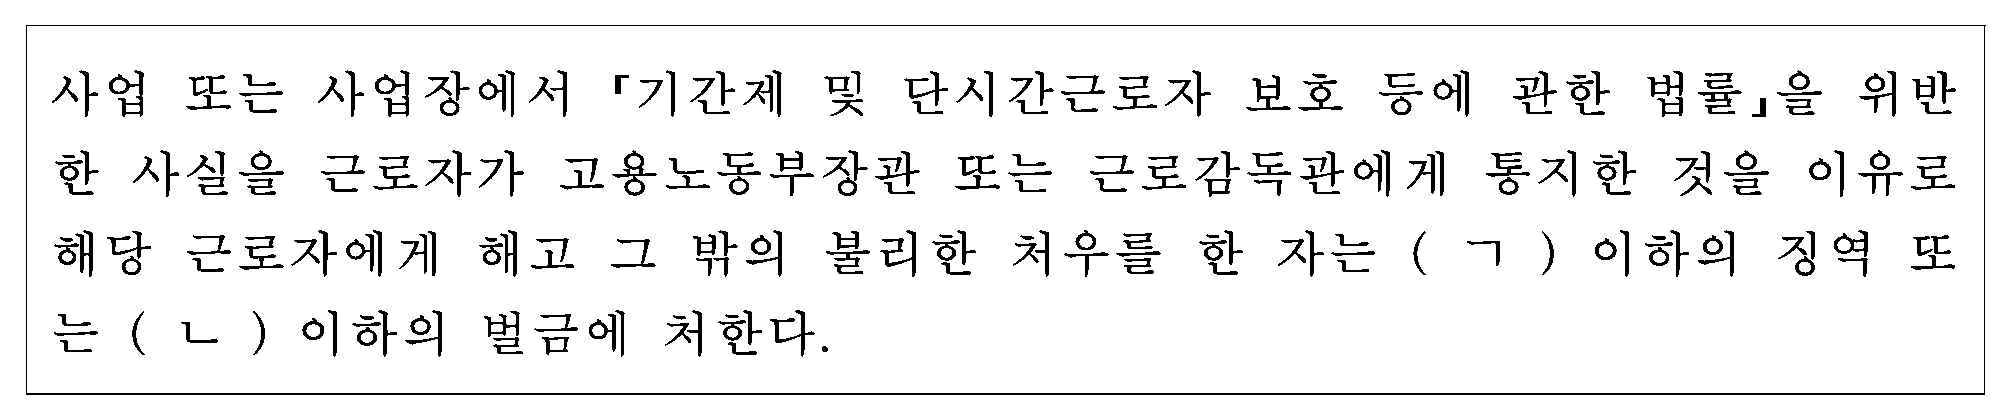 사업 또는 사업장에서 「기간제 및 단시간근로자 보호 등에 관한 법률」을 위반
한 사실을 근로자가 고용노동부장관 또는 근로감독관에게 통지한 것을 이유로
해당 근로자에게 해고 그 밖의 불리한 처우를 한 자는 ( ㄱ ) 이하의 징역 또
는 ( ㄴ ) 이하의 벌금에 처한다.